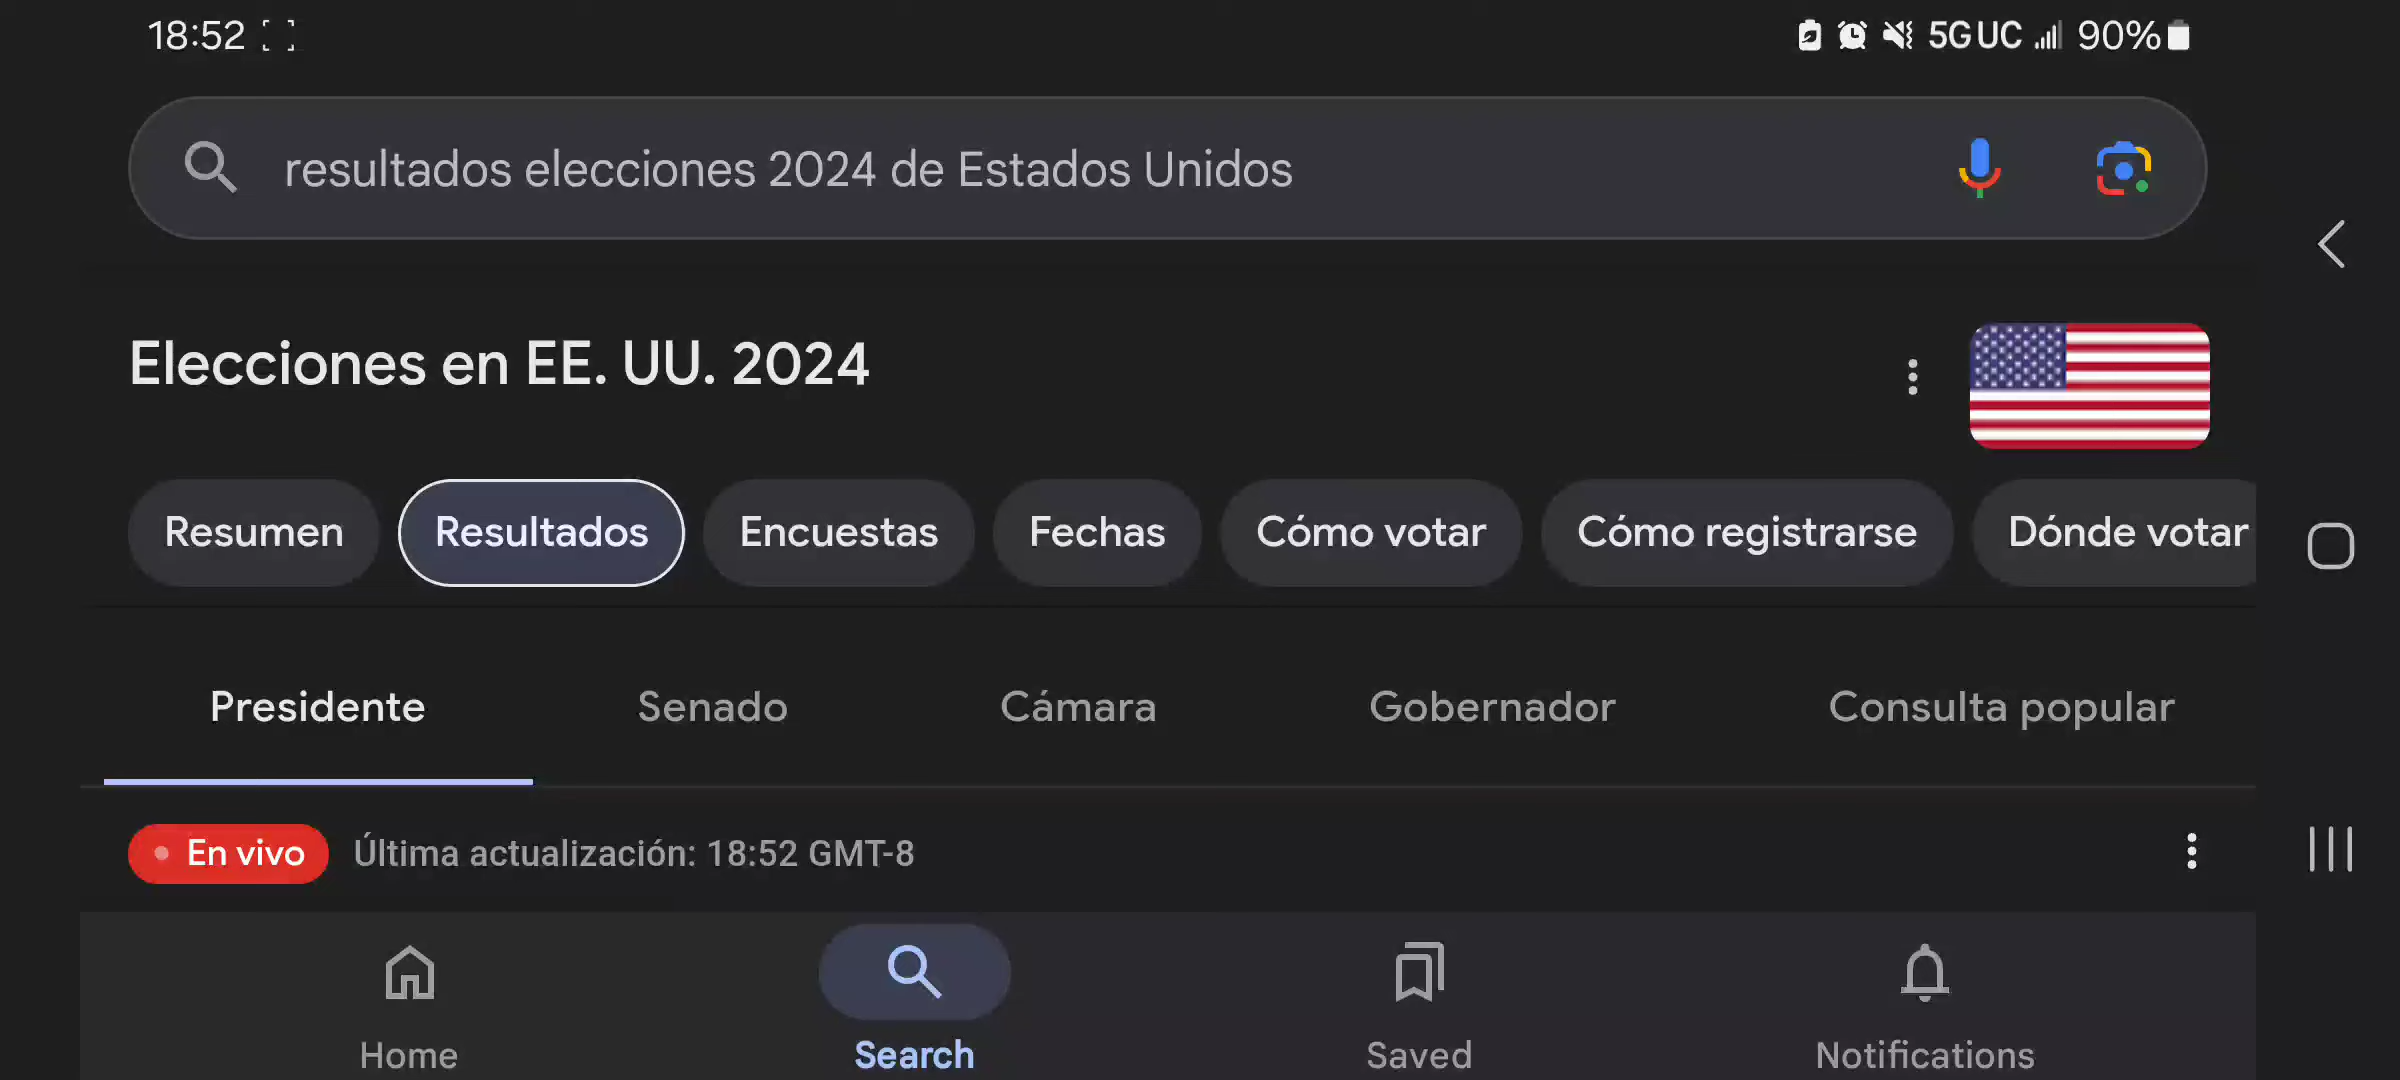 18:52 5G UC 90%
resultados elecciones 2024 de Estados Unidos
Elecciones en EE. UU. 2024
Resumen Resultados Encuestas Fechas Cómo votar Cómo registrarse Dónde votar
Presidente Senado Cámara Gobernador Consulta popular
En vivo Última actualización: 18:52 GMT-8
Home Search Saved Notifications